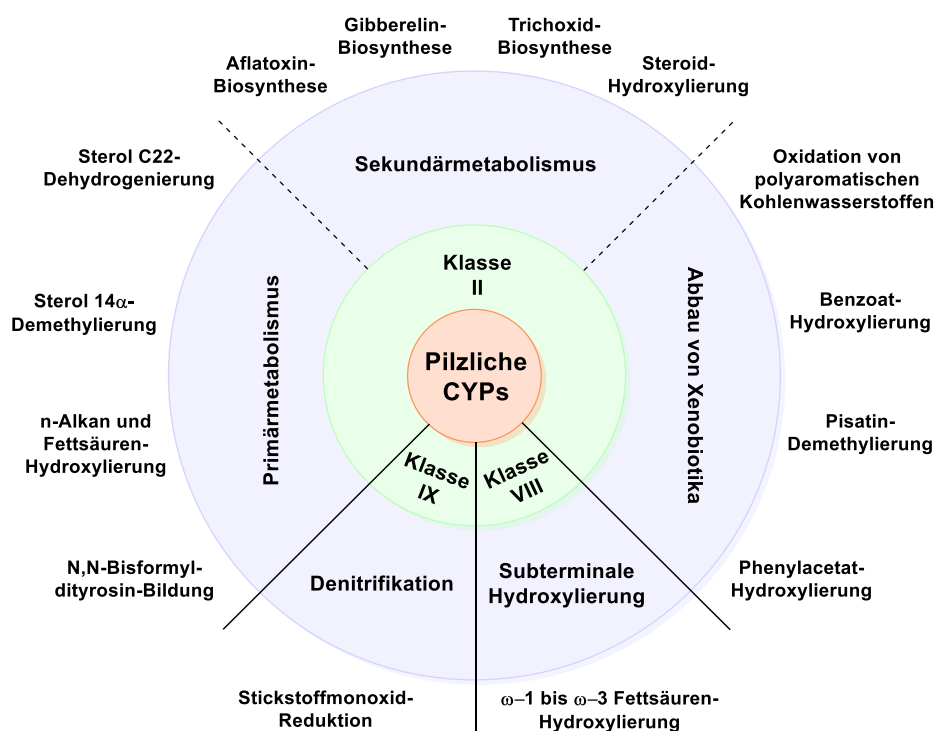 Gibberelin-
Biosynthese
Trichoxid-
Biosynthese
Aflatoxin-
Biosynthese
Steroid-
Hydroxylierung
Sterol C22-
Dehydrogenierung
Sekundärmetabolismus
Oxidation von
polyaromatischen
Kohlenwasserstoffen
Klasse
II
Sterol 14α-
Demethylierung
Primärmetabolismus
Pilzliche
CYPs
Abbau von Xenobiotika
Benzoat-
Hydroxylierung
n-Alkan und
Fettsäuren-
Hydroxylierung
Pisatin-
Demethylierung
Klasse
IX
Klasse
VIII
N,N-Bisformyl-
dityrosin-Bildung
Denitrifikation
Subterminale
Hydroxylierung
Phenylacetat-
Hydroxylierung
Stickstoffmonoxid-
Reduktion
ω–1 bis ω–3 Fettsäuren-
Hydroxylierung